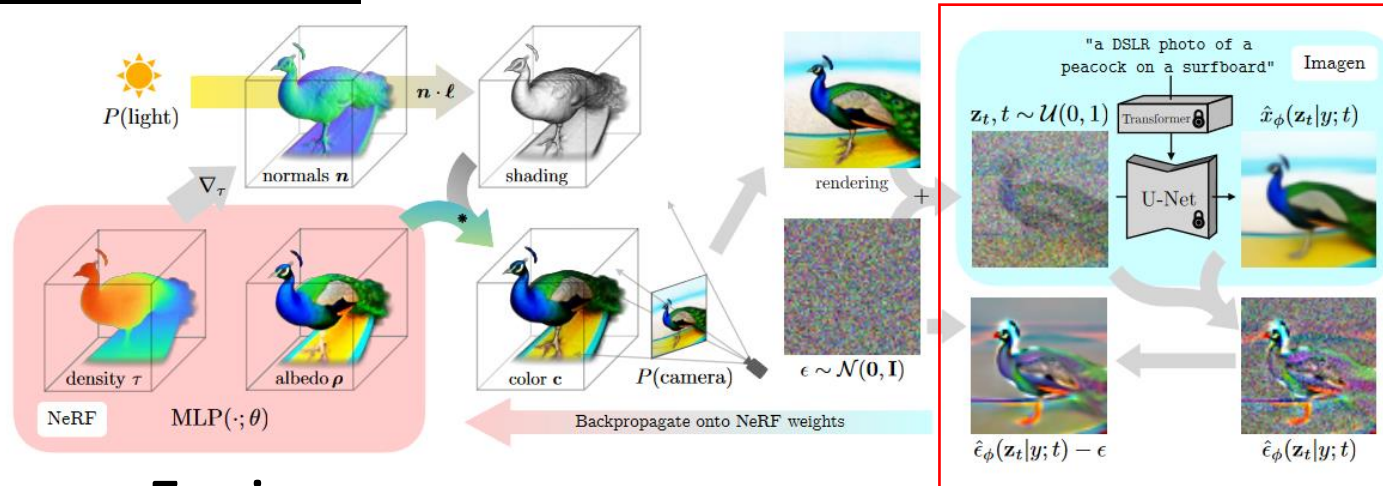 P(light)
normals n
n · ℓ
shading
∇τ
*
density τ
albedo ρ
NeRF
MLP(·; θ)
color c
P(camera)
rendering
+
ϵ ∼ N(0, I)
Backpropagate onto NeRF weights
"a DSLR photo of a
peacock on a surfboard"
Imagen
z_t, t ∼ U(0, 1)
Transformer
x̂_ϕ(z_t|y; t)
U-Net
ϵ̂_ϕ(z_t|y; t) − ϵ
ϵ̂_ϕ(z_t|y; t)